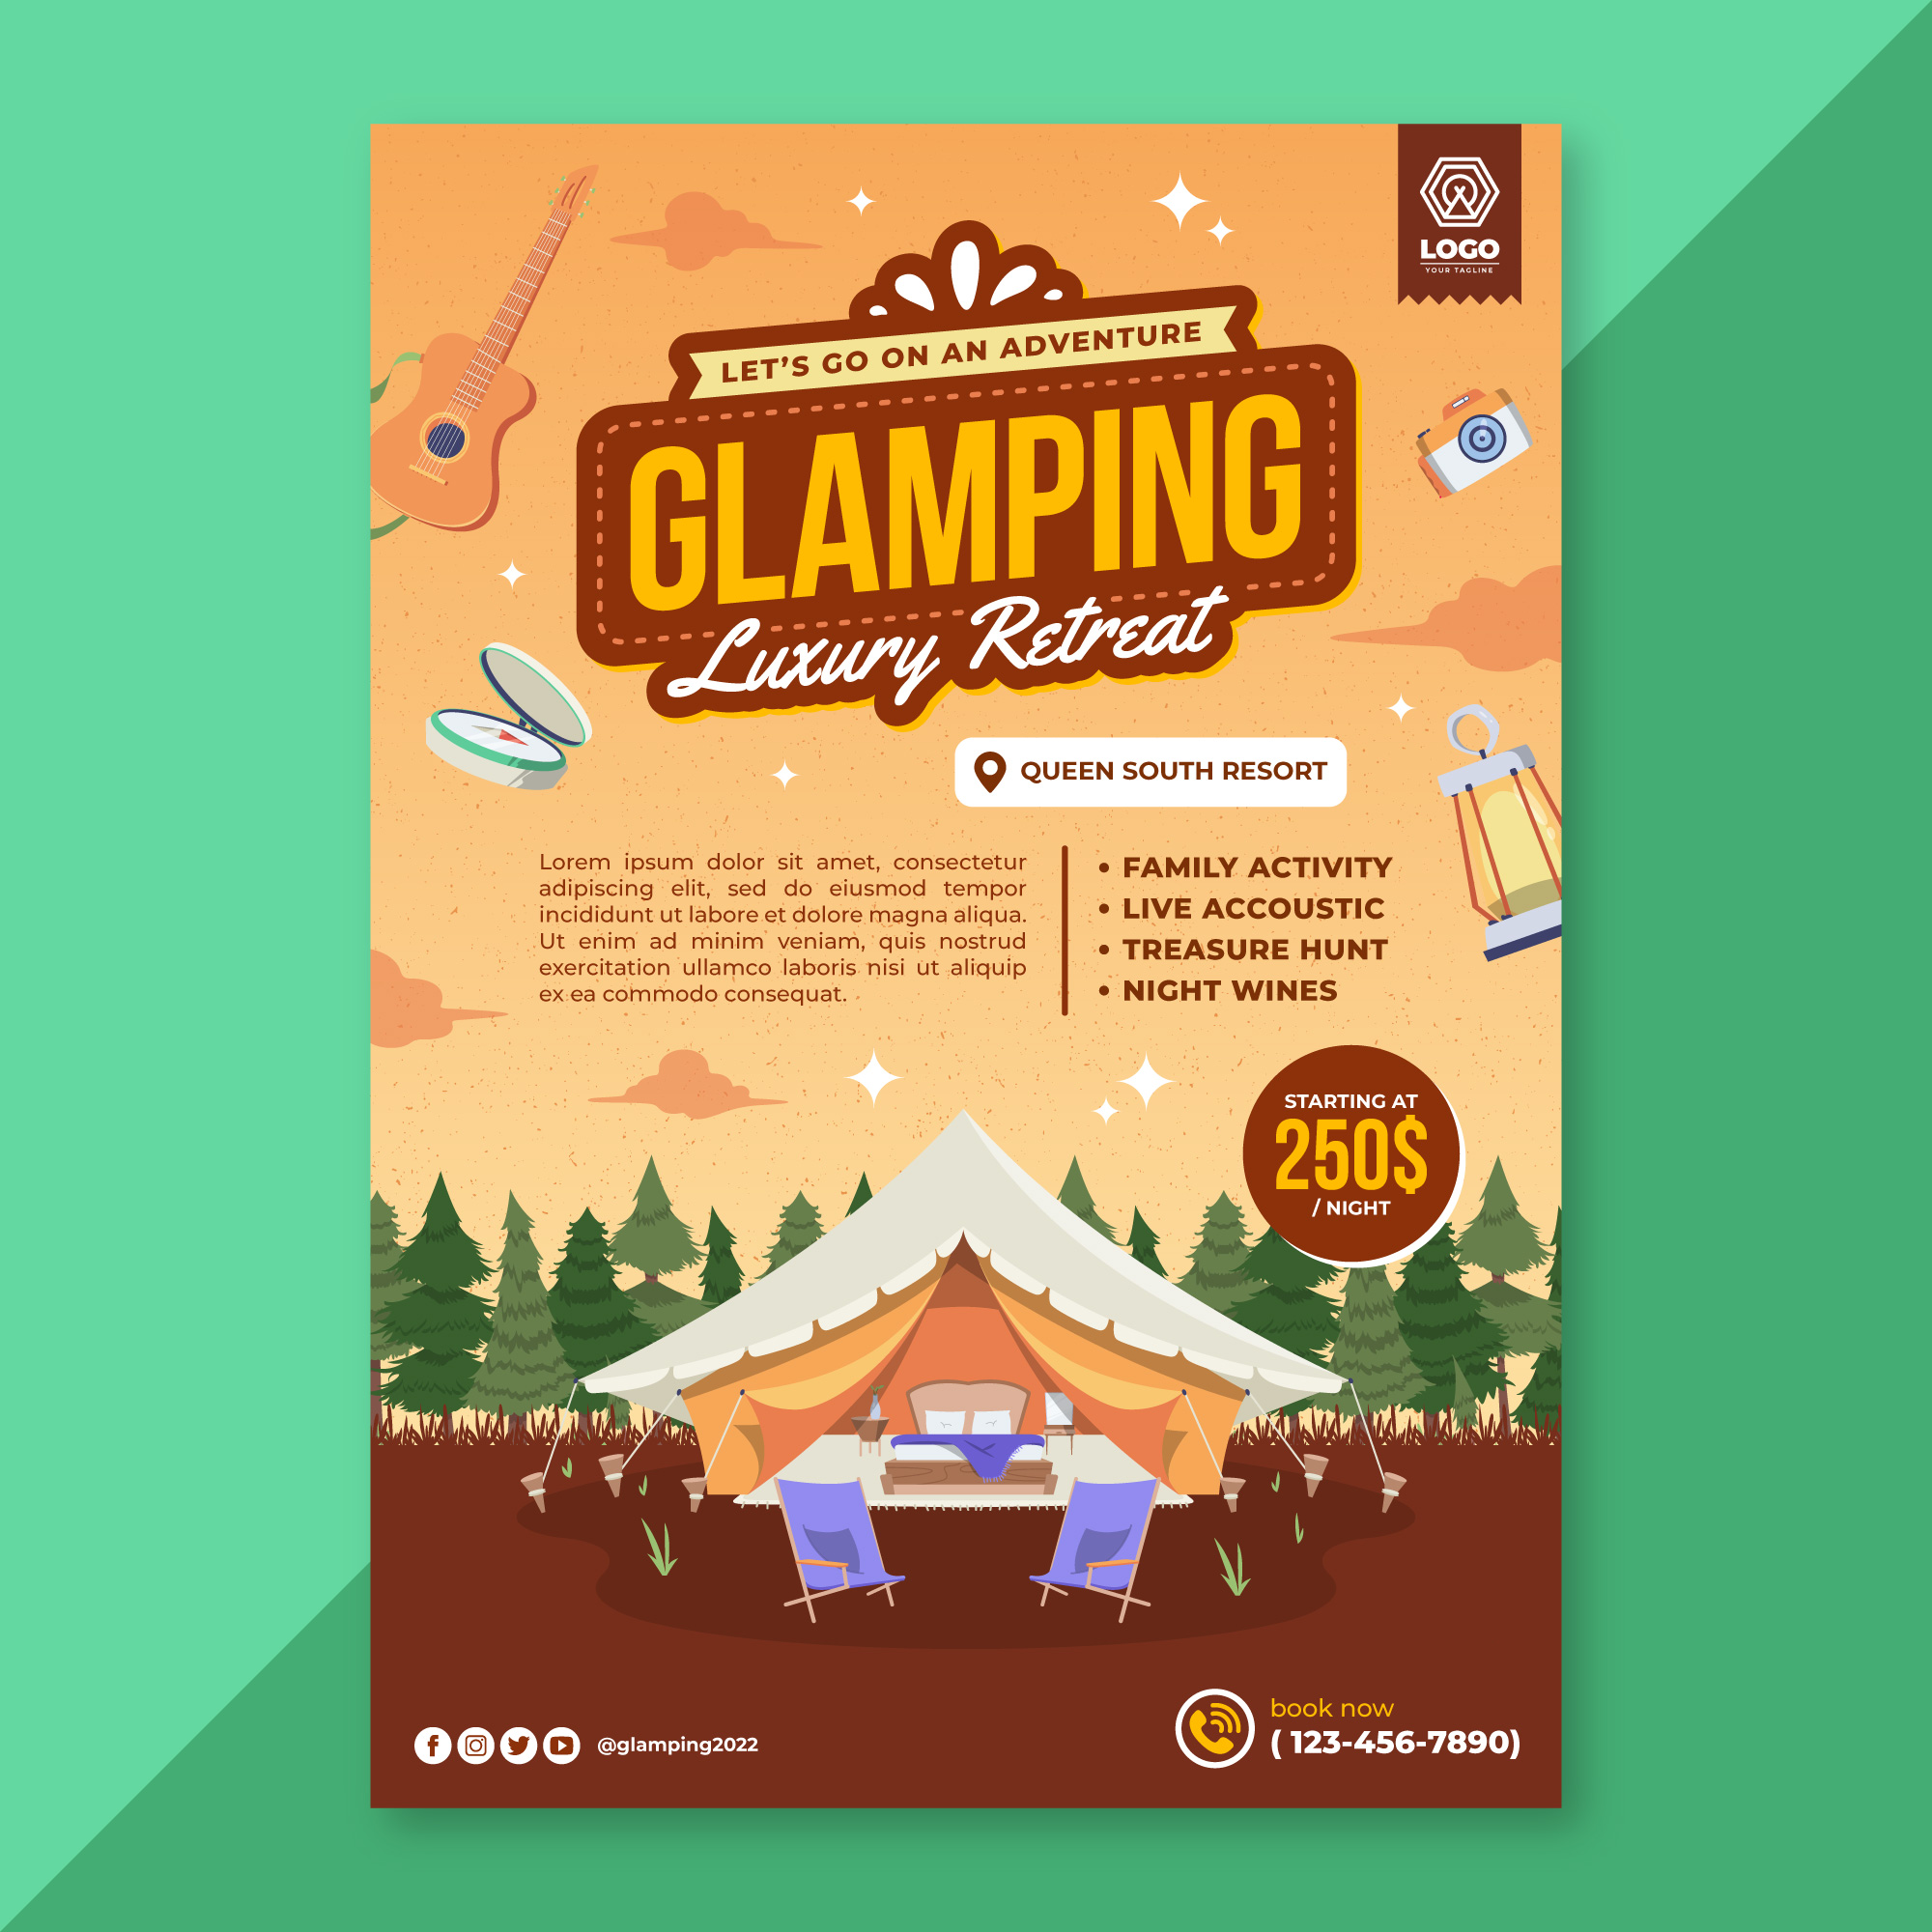 LOGO
YOUR TAGLINE
LET'S GO ON AN ADVENTURE
GLAMPING
Luxury Retreat
QUEEN SOUTH RESORT
Lorem ipsum dolor sit amet, consectetur
adipiscing elit, sed do eiusmod tempor
incididunt ut labore et dolore magna aliqua.
Ut enim ad minim veniam, quis nostrud
exercitation ullamco laboris nisi ut aliquip
ex ea commodo consequat.
• FAMILY ACTIVITY
• LIVE ACCOUSTIC
• TREASURE HUNT
• NIGHT WINES
STARTING AT
250$
/ NIGHT
@glamping2022
book now
( 123-456-7890)